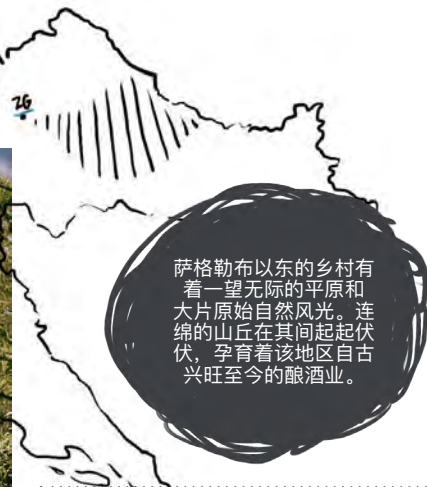 ZG
萨格勒布以东的乡村有
着一望无际的平原和
大片原始自然风光。连
绵的山丘在其间起起伏
伏，孕育着该地区自古
兴旺至今的酿酒业。